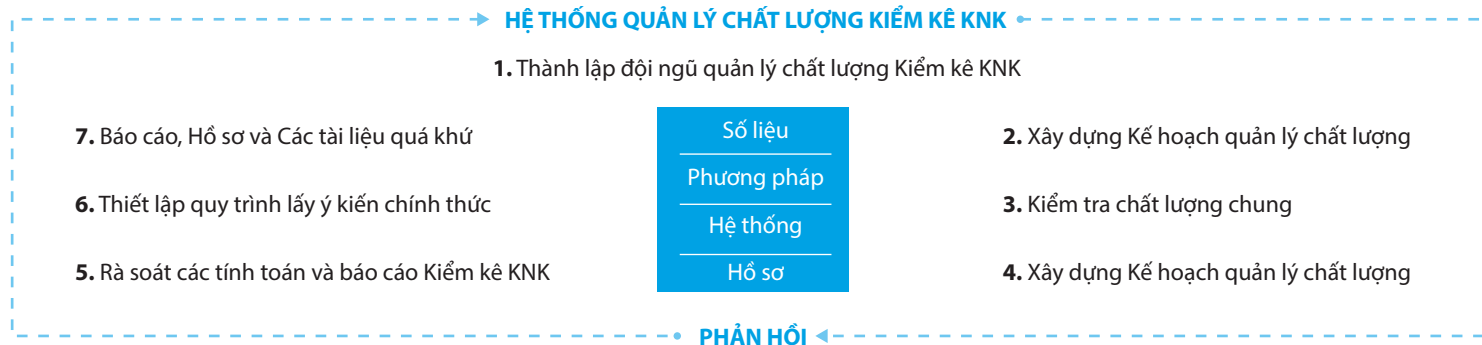 HỆ THỐNG QUẢN LÝ CHẤT LƯỢNG KIỂM KÊ KNK
1. Thành lập đội ngũ quản lý chất lượng Kiểm kê KNK
7. Báo cáo, Hồ sơ và Các tài liệu quá khứ
6. Thiết lập quy trình lấy ý kiến chính thức
5. Rà soát các tính toán và báo cáo Kiểm kê KNK
Số liệu
Phương pháp
Hệ thống
Hồ sơ
2. Xây dựng Kế hoạch quản lý chất lượng
3. Kiểm tra chất lượng chung
4. Xây dựng Kế hoạch quản lý chất lượng
PHẢN HỒI